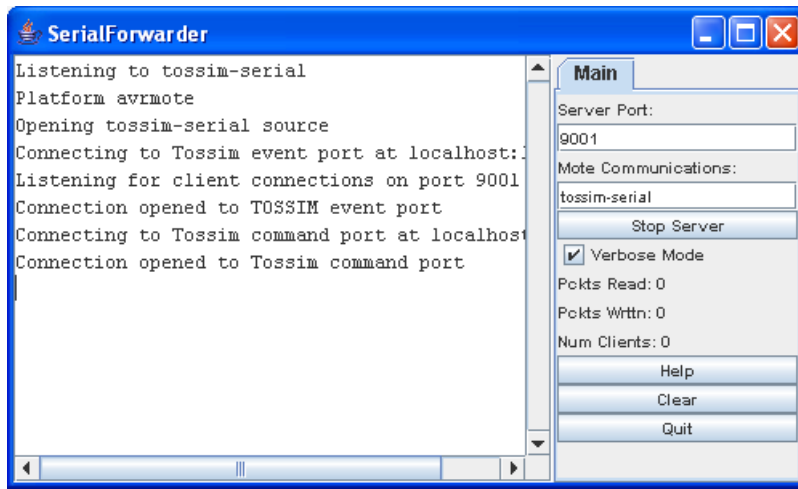 SerialForwarder
Listening to tossim-serial
Platform avrmote
Opening tossim-serial source
Connecting to Tossim event port at localhost:
Listening for client connections on port 9001
Connection opened to TOSSIM event port
Connecting to Tossim command port at localhost
Connection opened to Tossim command port
Main
Server Port:
9001
Mote Communications:
tossim-serial
Stop Server
Verbose Mode
Pckts Read: 0
Pckts Wrttn: 0
Num Clients: 0
Help
Clear
Quit